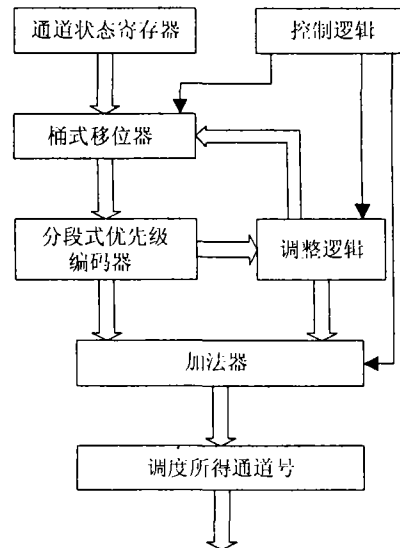 通道状态寄存器
控制逻辑
桶式移位器
分段式优先级
编码器
调整逻辑
加法器
调度所得通道号